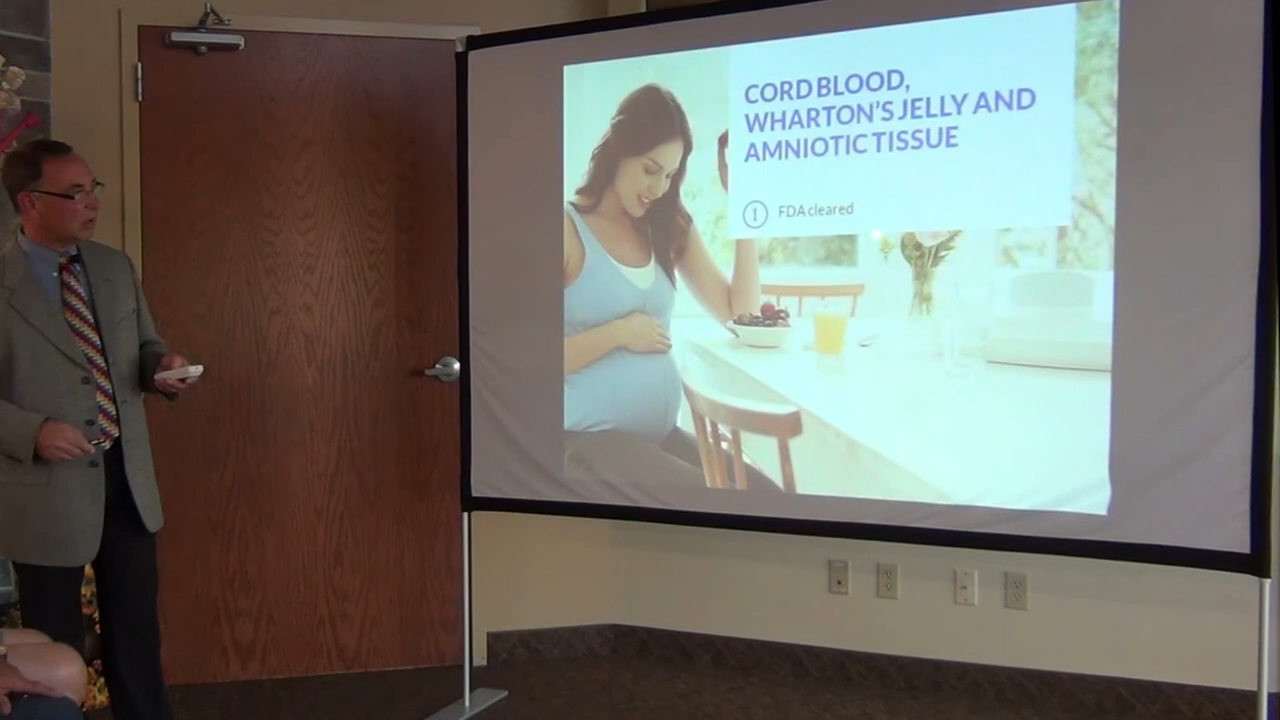 CORD BLOOD,
WHARTON'S JELLY AND
AMNIOTIC TISSUE
1 FDA cleared